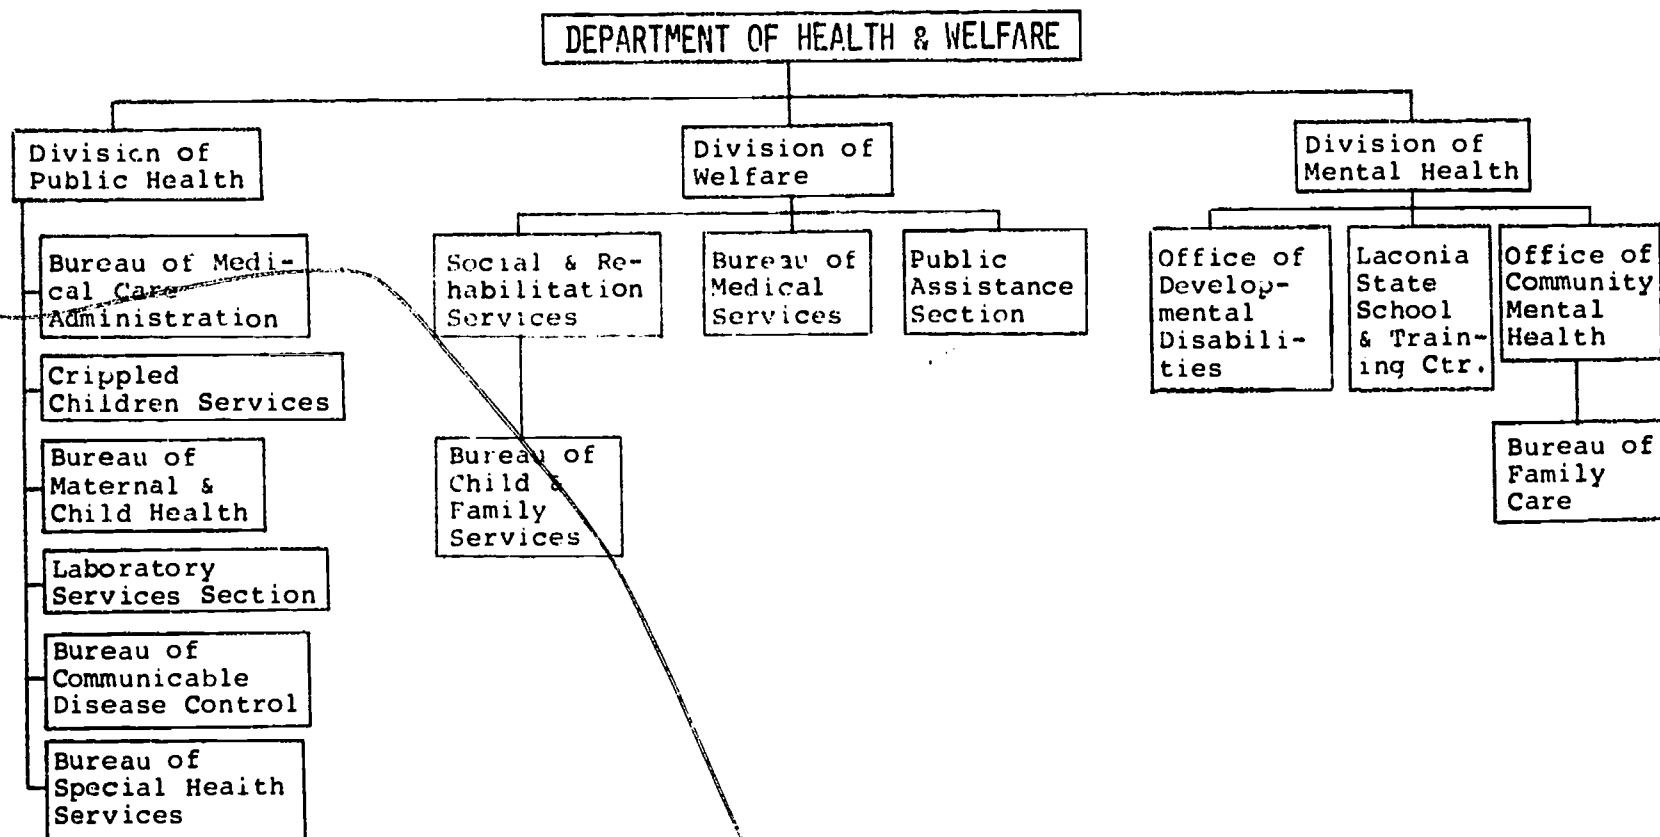 DEPARTMENT OF HEALTH & WELFARE
Division of
Public Health
Division of
Welfare
Division of
Mental Health
Bureau of Medi-
cal Care
Administration
Crippled
Children Services
Bureau of
Maternal &
Child Health
Laboratory
Services Section
Bureau of
Communicable
Disease Control
Bureau of
Special Health
Services
Social & Re-
habilitation
Services
Bureau of
Child &
Family
Services
Bureau of
Medical
Services
Public
Assistance
Section
Office of
Develop-
mental
Disabili-
ties
Laconia
State
School
& Train-
ing Ctr.
Office of
Community
Mental
Health
Bureau of
Family
Care